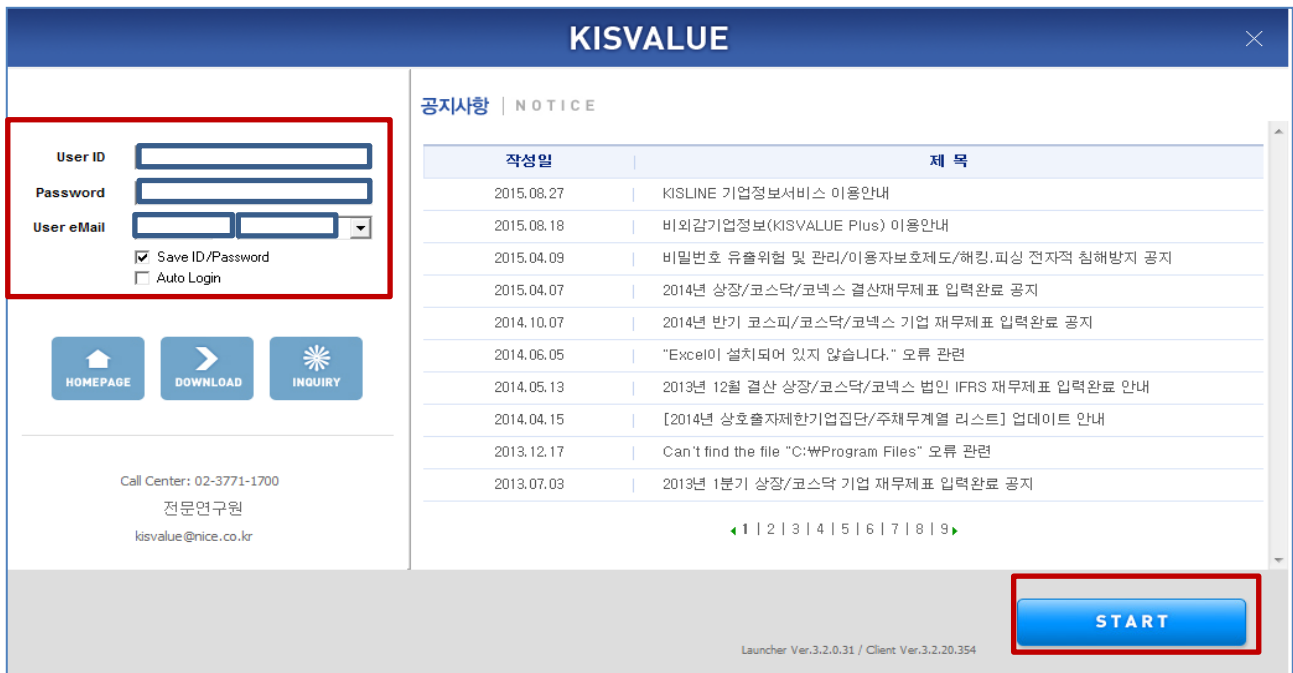 KISVALUE
User ID
Password
User eMail
Save ID/Password
Auto Login
HOMEPAGE
DOWNLOAD
INQUIRY
Call Center: 02-3771-1700
전문연구원
kisvalue@nice.co.kr
공지사항 | NOTICE
작성일 | 제 목
2015.08.27 | KISLINE 기업정보서비스 이용안내
2015.08.18 | 비외감기업정보(KISVALUE Plus) 이용안내
2015.04.09 | 비밀번호 유출위험 및 관리/이용자보호제도/해킹.피싱 전자적 침해방지 공지
2015.04.07 | 2014년 상장/코스닥/코넥스 결산재무제표 입력완료 공지
2014.10.07 | 2014년 반기 코스피/코스닥/코넥스 기업 재무제표 입력완료 공지
2014.06.05 | "Excel이 설치되어 있지 않습니다." 오류 관련
2014.05.13 | 2013년 12월 결산 상장/코스닥/코넥스 법인 IFRS 재무제표 입력완료 안내
2014.04.15 | [2014년 상호출자제한기업집단/주채무계열 리스트] 업데이트 안내
2013.12.17 | Can't find the file "C:₩Program Files" 오류 관련
2013.07.03 | 2013년 1분기 상장/코스닥 기업 재무제표 입력완료 공지
1 | 2 | 3 | 4 | 5 | 6 | 7 | 8 | 9
START
Launcher Ver.3.2.0.31 / Client Ver.3.2.20.354